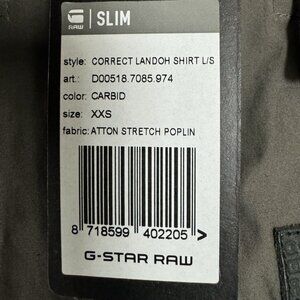 G RAW | SLIM
style: CORRECT LANDOH SHIRT L/S
art.: D00518.7085.974
color: CARBID
size: XXS
fabric: ATTON STRETCH POPLIN
8 718599 402205 >
G-STAR RAW